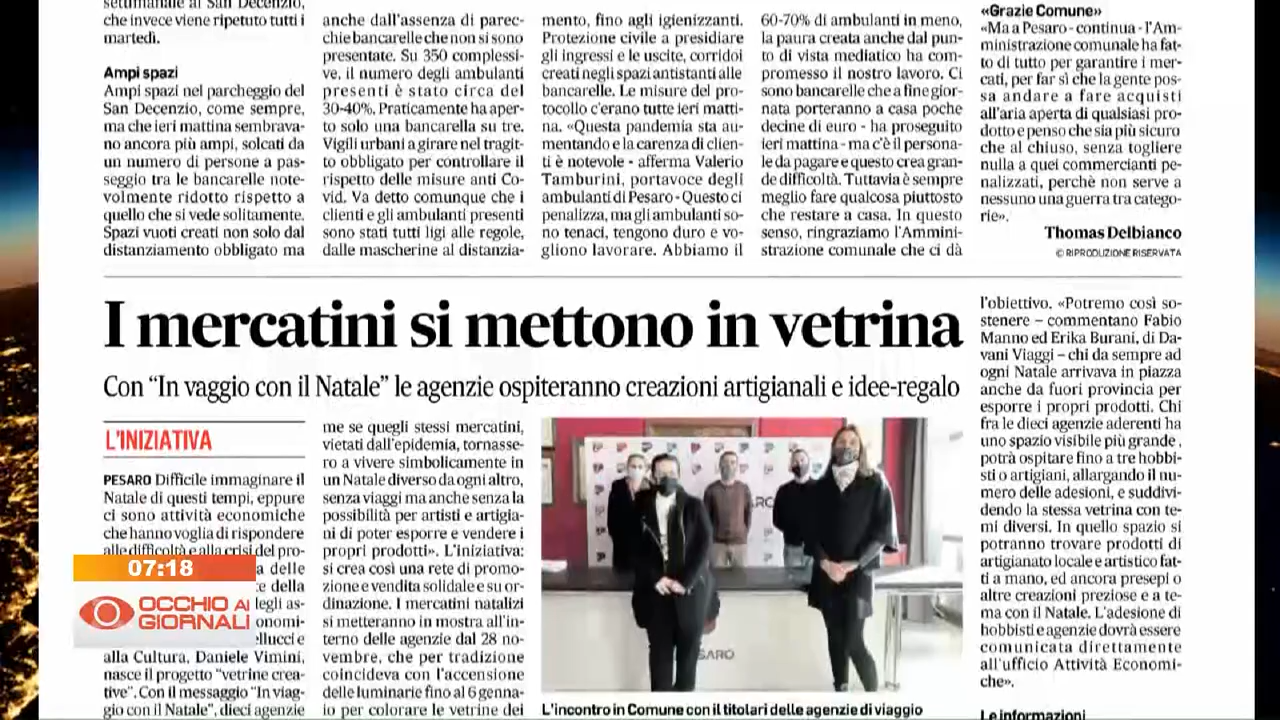 settimanale al San Decenzio,
che invece viene ripetuto tutti i
martedì.
Ampi spazi
Ampi spazi nel parcheggio del
San Decenzio, come sempre,
ma che ieri mattina sembrava-
no ancora più ampi, solcati da
un numero di persone a pas-
seggio tra le bancarelle note-
volmente ridotto rispetto a
quello che si vede solitamente.
Spazi vuoti creati non solo dal
distanziamento obbligato ma
anche dall'assenza di parec-
chie bancarelle che non si sono
presentate. Su 350 complessi-
ve, il numero degli ambulanti
presenti è stato circa del
30-40%. Praticamente ha aper-
to solo una bancarella su tre.
Vigili urbani a girare nel tragit-
to obbligato per controllare il
rispetto delle misure anti Co-
vid. Va detto comunque che i
clienti e gli ambulanti presenti
sono stati tutti ligi alle regole,
dalle mascherine al distanzia-
mento, fino agli igienizzanti.
Protezione civile a presidiare
gli ingressi e le uscite, corridoi
creati negli spazi antistanti alle
bancarelle. Le misure del pro-
tocollo c'erano tutte ieri matti-
na. «Questa pandemia sta au-
mentando e la carenza di clien-
ti è notevole - afferma Valerio
Tamburini, portavoce degli
ambulanti di Pesaro - Questo ci
penalizza, ma gli ambulanti so-
no tenaci, tengono duro e vo-
gliono lavorare. Abbiamo il
60-70% di ambulanti in meno,
la paura creata anche dal pun-
to di vista mediatico ha com-
promesso il nostro lavoro. Ci
sono bancarelle che a fine gior-
nata porteranno a casa poche
decine di euro - ha proseguito
ieri mattina - ma c'è il persona-
le da pagare e questo crea gran-
de difficoltà. Tuttavia è sempre
meglio fare qualcosa piuttosto
che restare a casa. In questo
senso, ringraziamo l'Ammini-
strazione comunale che ci dà
«Grazie Comune»
«Ma a Pesaro - continua - l'Am-
ministrazione comunale ha fat-
to di tutto per garantire i mer-
cati, per far sì che la gente pos-
sa andare a fare acquisti
all'aria aperta di qualsiasi pro-
dotto e penso che sia più sicuro
che al chiuso, senza togliere
nulla a quei commercianti pe-
nalizzati, perchè non serve a
nessuno una guerra tra catego-
rie».
Thomas Delbianco
© RIPRODUZIONE RISERVATA
I mercatini si mettono in vetrina
Con “In vaggio con il Natale” le agenzie ospiteranno creazioni artigianali e idee-regalo
L'INIZIATIVA
PESARO Difficile immaginare il
Natale di questi tempi, eppure
ci sono attività economiche
che hanno voglia di rispondere
alle difficoltà e alla crisi del pro-
a delle
te della
legli as-
onomi-
ellucci e
alla Cultura, Daniele Vimini,
nasce il progetto “vetrine crea-
tive”. Con il messaggio “In viag-
gio con il Natale”, dieci agenzie
me se quegli stessi mercatini,
vietati dall'epidemia, tornasse-
ro a vivere simbolicamente in
un Natale diverso da ogni altro,
senza viaggi ma anche senza la
possibilità per artisti e artigia-
ni di poter esporre e vendere i
propri prodotti». L'iniziativa:
si crea così una rete di promo-
zione e vendita solidale e su or-
dinazione. I mercatini natalizi
si metteranno in mostra all'in-
terno delle agenzie dal 28 no-
vembre, che per tradizione
coincideva con l'accensione
delle luminarie fino al 6 genna-
io per colorare le vetrine dei
SARO
L'incontro in Comune con il titolari delle agenzie di viaggio
l'obiettivo. «Potremo così so-
stenere – commentano Fabio
Manno ed Erika Burani, di Da-
vani Viaggi – chi da sempre ad
ogni Natale arrivava in piazza
anche da fuori provincia per
esporre i propri prodotti. Chi
fra le dieci agenzie aderenti ha
uno spazio visibile più grande ,
potrà ospitare fino a tre hobbi-
sti o artigiani, allargando il nu-
mero delle adesioni, e suddivi-
dendo la stessa vetrina con te-
mi diversi. In quello spazio si
potranno trovare prodotti di
artigianato locale e artistico fat-
ti a mano, ed ancora presepi o
altre creazioni preziose e a te-
ma con il Natale. L'adesione di
hobbisti e agenzie dovrà essere
comunicata direttamente
all'ufficio Attività Economi-
che».
Le informazioni
07:18
OCCHIO AI
GIORNALI